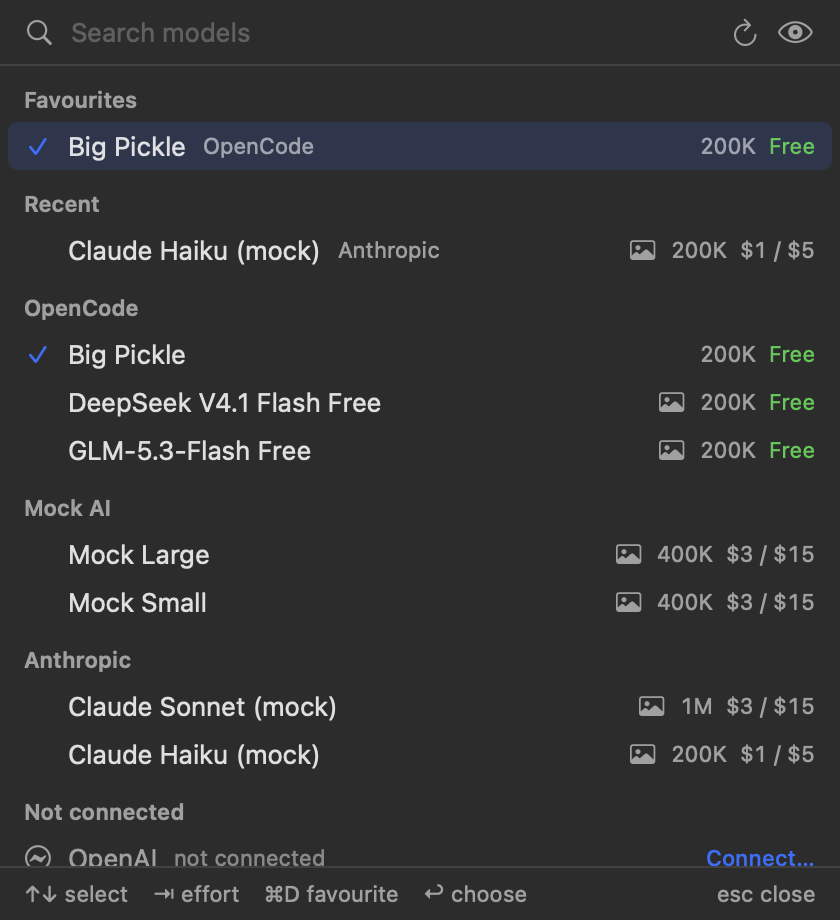 Search models
Favourites
Big Pickle OpenCode 200K Free
Recent
Claude Haiku (mock) Anthropic 200K $1 / $5
OpenCode
Big Pickle 200K Free
DeepSeek V4.1 Flash Free 200K Free
GLM-5.3-Flash Free 200K Free
Mock AI
Mock Large 400K $3 / $15
Mock Small 400K $3 / $15
Anthropic
Claude Sonnet (mock) 1M $3 / $15
Claude Haiku (mock) 200K $1 / $5
Not connected
OpenAI not connected Connect...
↑↓ select ⇥ effort ⌘D favourite ↩ choose esc close